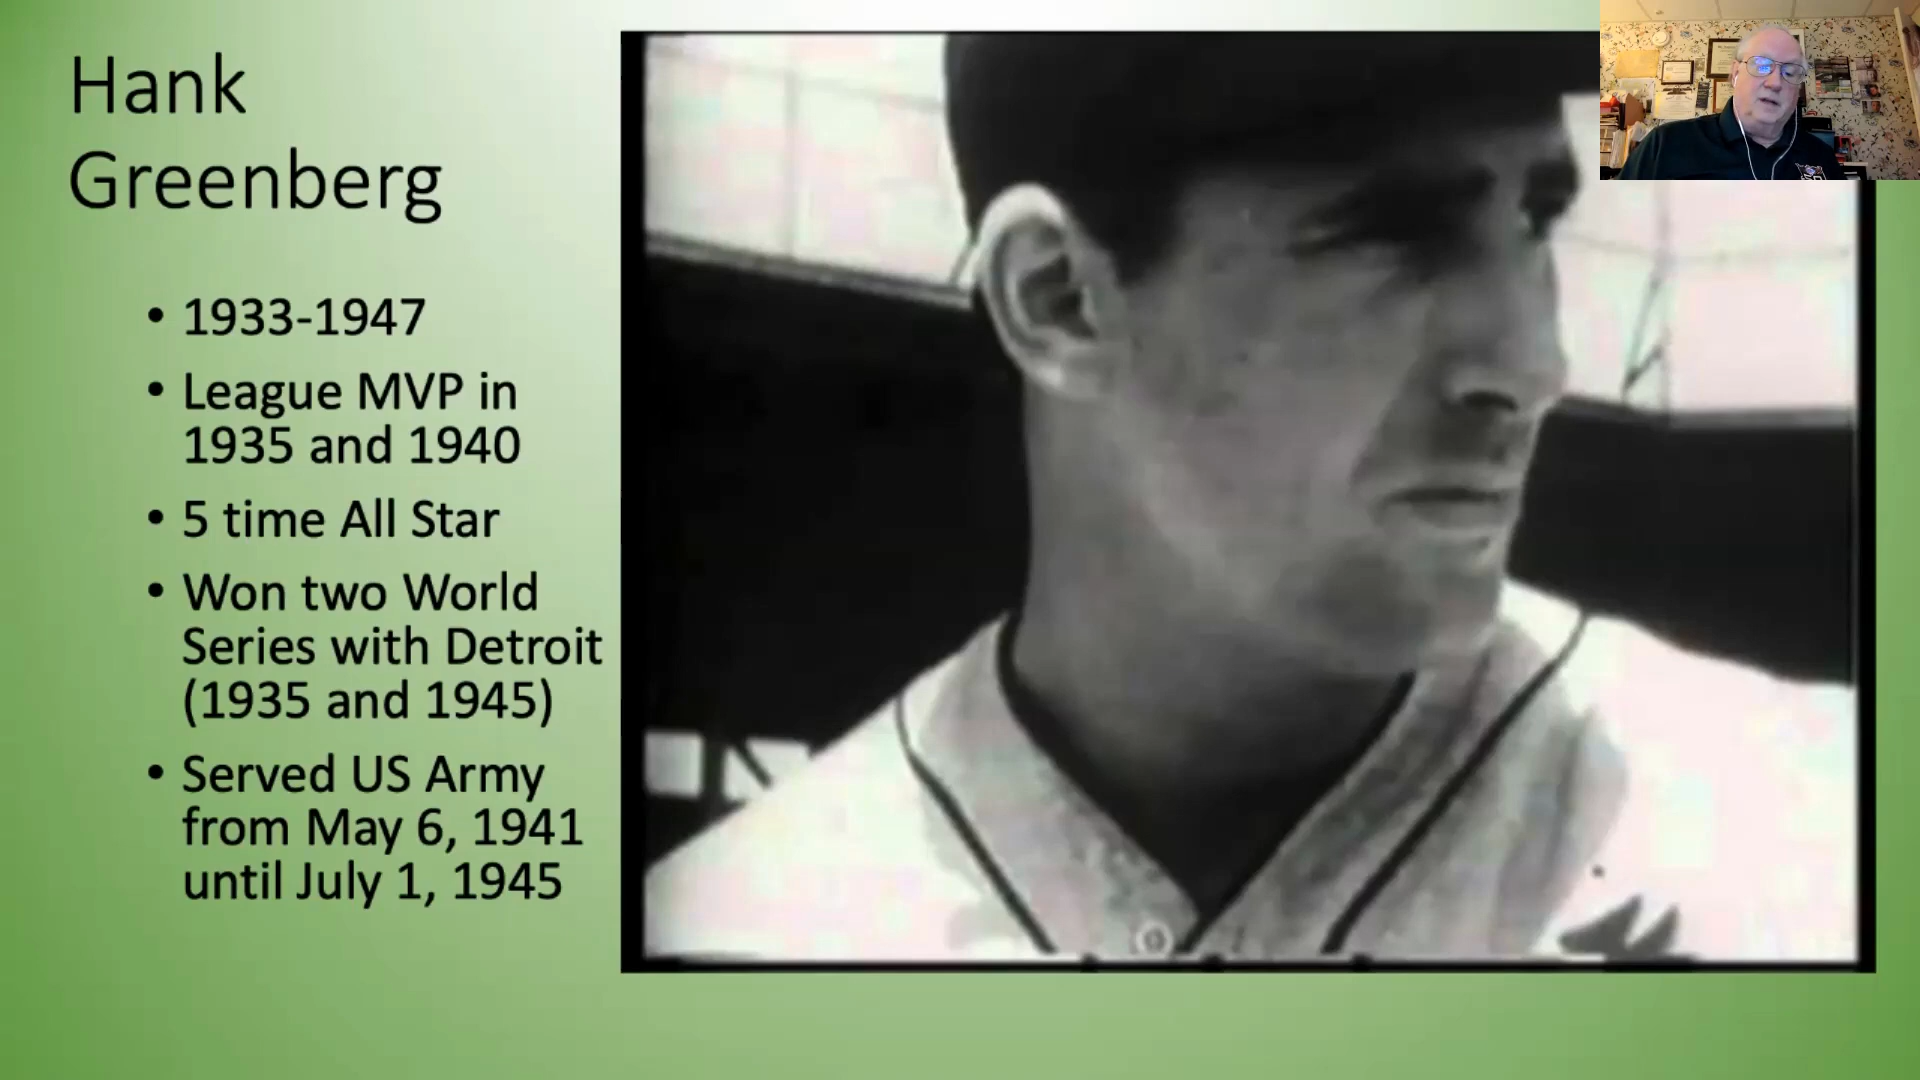 Hank
Greenberg
• 1933-1947
• League MVP in
1935 and 1940
• 5 time All Star
• Won two World
Series with Detroit
(1935 and 1945)
• Served US Army
from May 6, 1941
until July 1, 1945